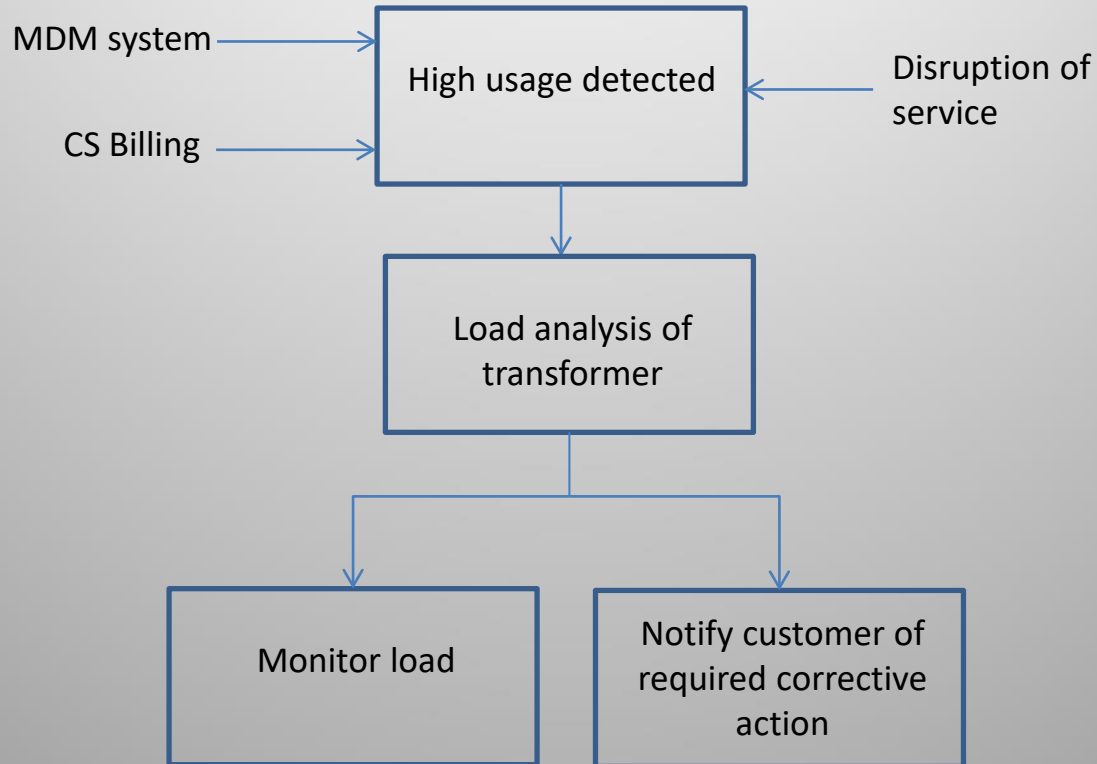 MDM system
High usage detected
Disruption of
service
CS Billing
Load analysis of
transformer
Monitor load
Notify customer of
required corrective
action